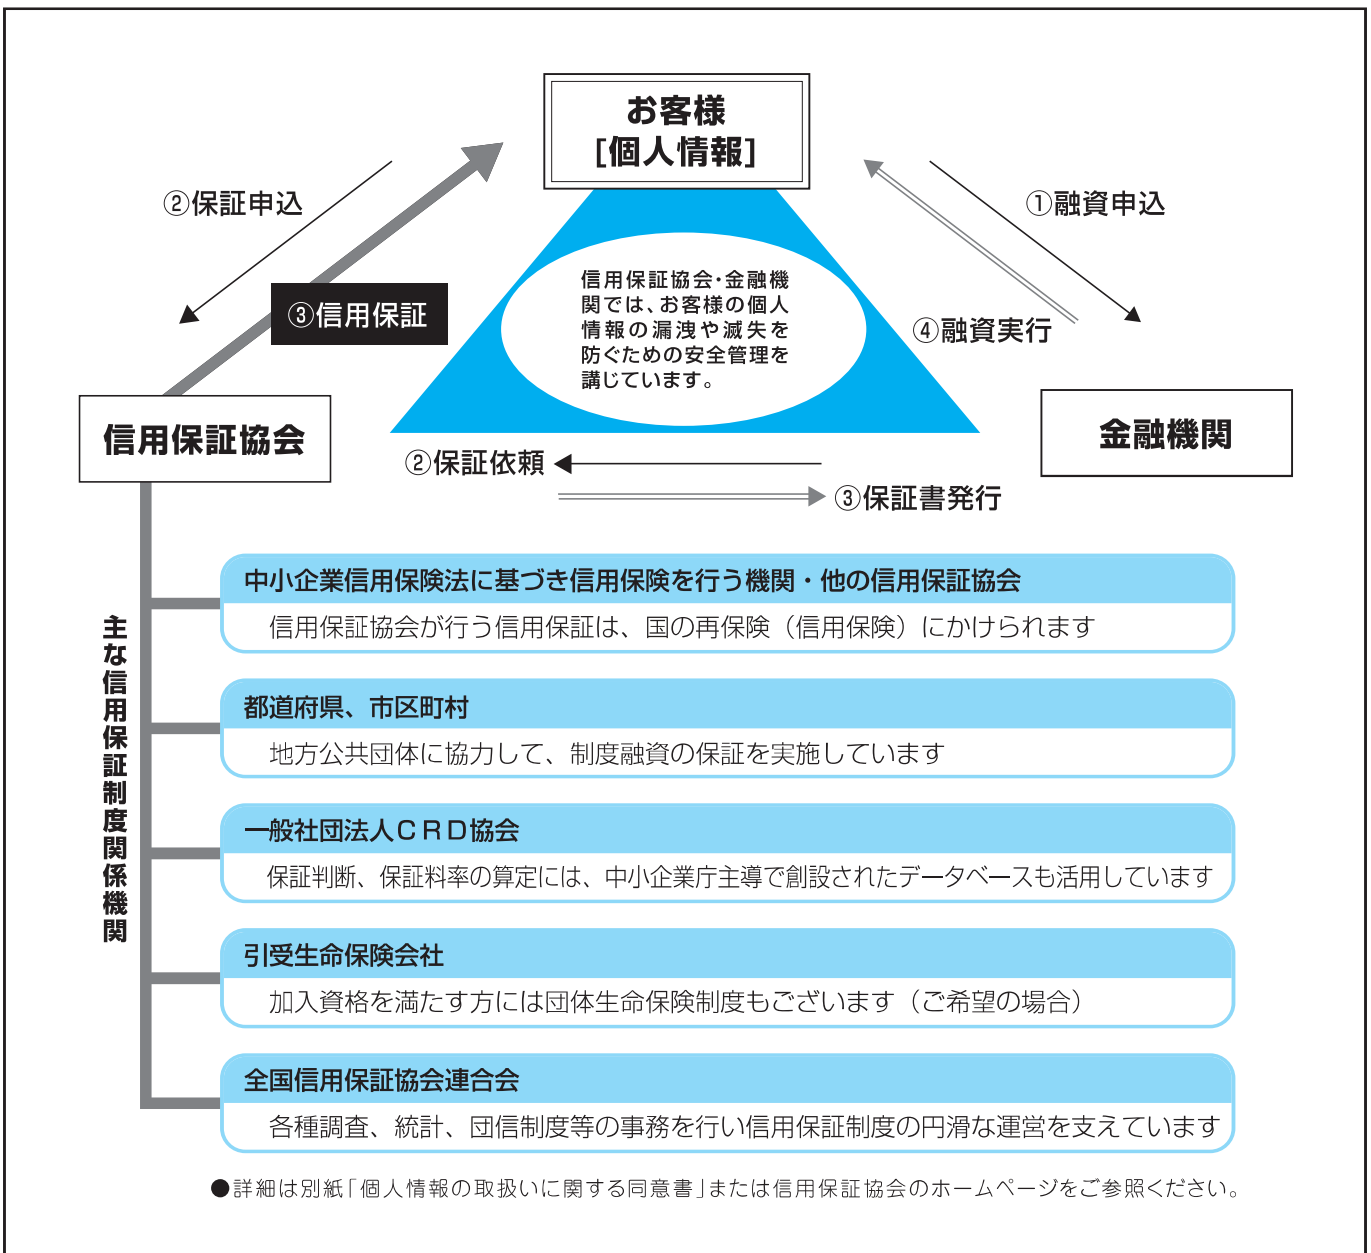 お客様
[個人情報]
②保証申込
①融資申込
③信用保証
信用保証協会・金融機
関では、お客様の個人
情報の漏洩や滅失を
防ぐための安全管理を
講じています。
④融資実行
信用保証協会
金融機関
②保証依頼
③保証書発行
主な信用保証制度関係機関
中小企業信用保険法に基づき信用保険を行う機関・他の信用保証協会
信用保証協会が行う信用保証は、国の再保険（信用保険）にかけられます
都道府県、市区町村
地方公共団体に協力して、制度融資の保証を実施しています
一般社団法人ＣＲＤ協会
保証判断、保証料率の算定には、中小企業庁主導で創設されたデータベースも活用しています
引受生命保険会社
加入資格を満たす方には団体生命保険制度もございます（ご希望の場合）
全国信用保証協会連合会
各種調査、統計、団信制度等の事務を行い信用保証制度の円滑な運営を支えています
●詳細は別紙「個人情報の取扱いに関する同意書」または信用保証協会のホームページをご参照ください。